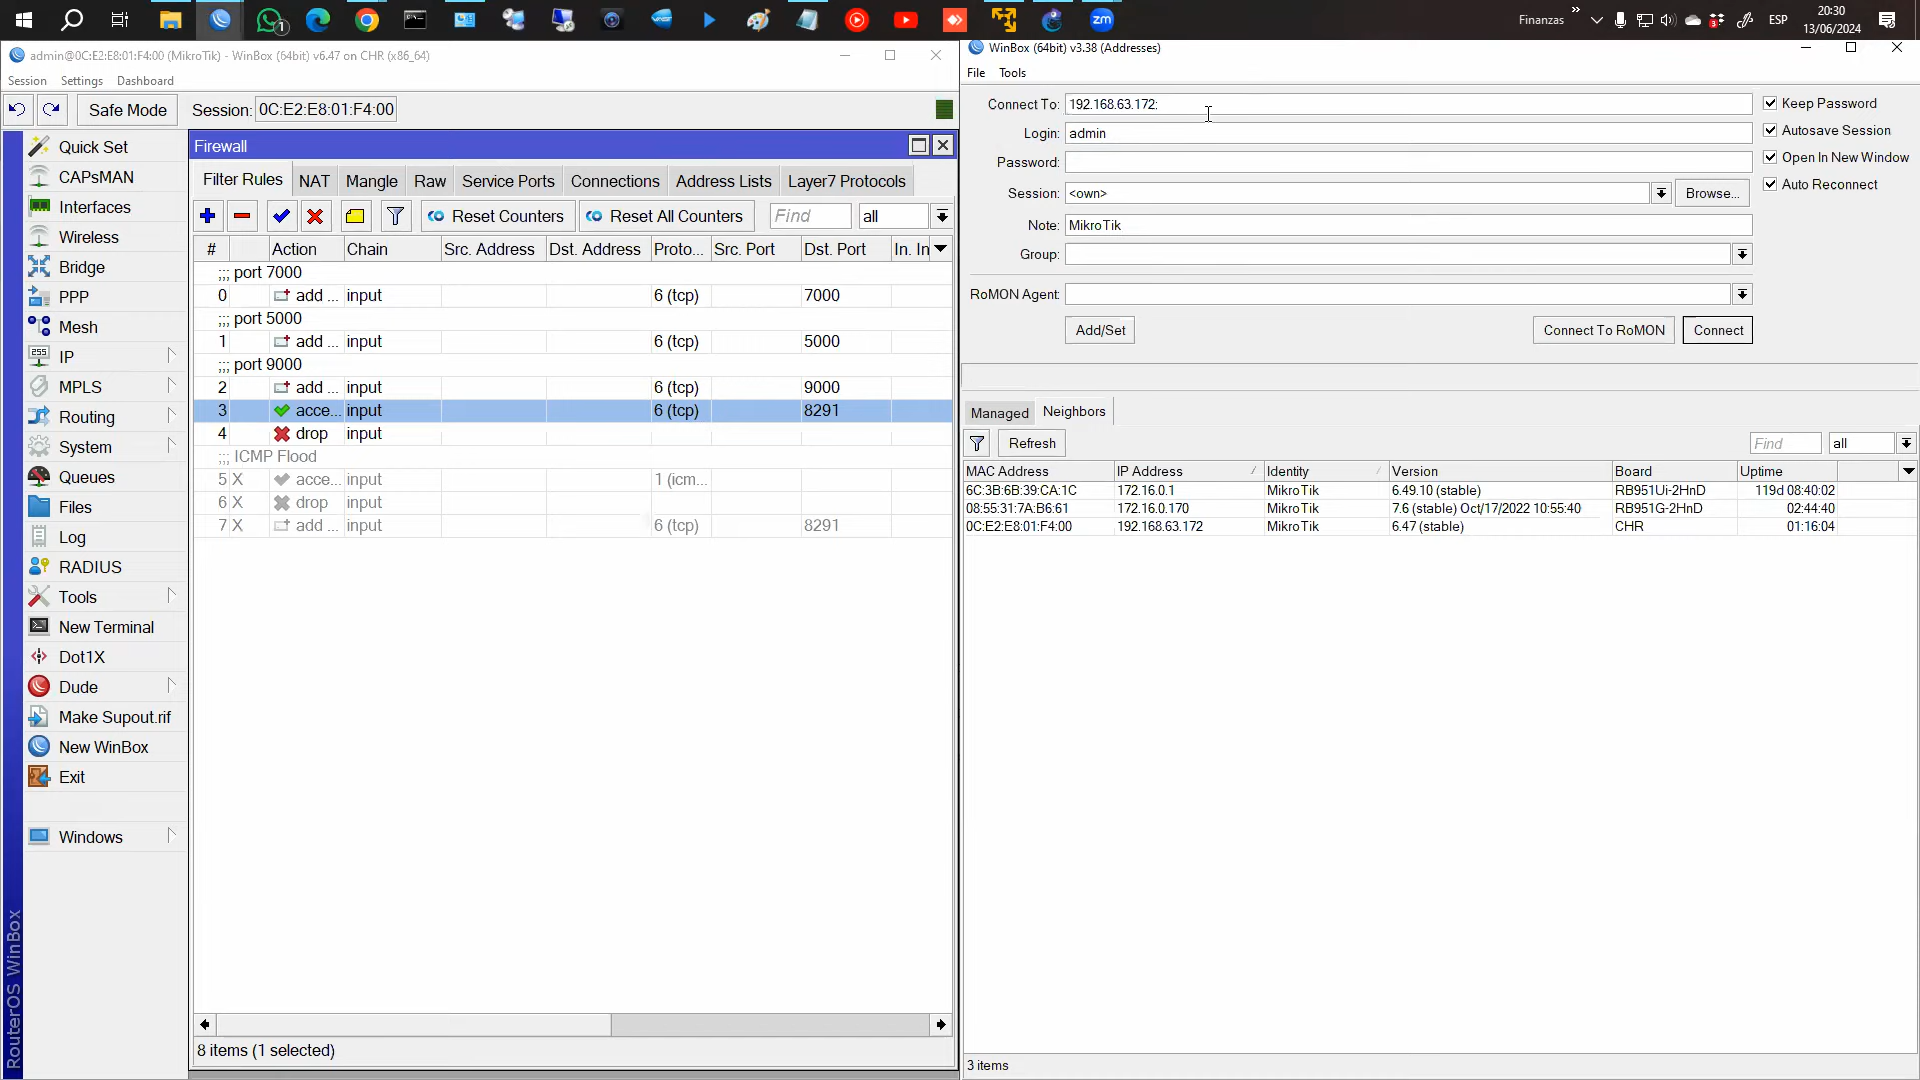 Finanzas
ESP
20:30
13/06/2024
1
3
zm
admin@0C:E2:E8:01:F4:00 (MikroTik) - WinBox (64bit) v6.47 on CHR (x86_64)
Session Settings Dashboard
Safe Mode Session: 0C:E2:E8:01:F4:00
Quick Set
CAPsMAN
Interfaces
Wireless
Bridge
PPP
Mesh
255 IP
MPLS
Routing
System
Queues
Files
Log
RADIUS
Tools
New Terminal
Dot1X
Dude
Make Supout.rif
New WinBox
Exit
Windows
RouterOS WinBox
Firewall
Filter Rules NAT Mangle Raw Service Ports Connections Address Lists Layer7 Protocols
Reset Counters Reset All Counters Find all
# Action Chain Src. Address Dst. Address Proto... Src. Port Dst. Port In. In
;;; port 7000
0 add ... input 6 (tcp) 7000
;;; port 5000
1 add ... input 6 (tcp) 5000
;;; port 9000
2 add ... input 6 (tcp) 9000
3 acce... input 6 (tcp) 8291
4 drop input
;;; ICMP Flood
5 X acce... input 1 (icm...
6 X drop input
7 X add ... input 6 (tcp) 8291
8 items (1 selected)
WinBox (64bit) v3.38 (Addresses)
File Tools
Connect To: 192.168.63.172:
Login: admin
Password:
Session: <own> Browse...
Note: MikroTik
Group:
RoMON Agent:
Keep Password
Autosave Session
Open In New Window
Auto Reconnect
Add/Set Connect To RoMON Connect
Managed Neighbors
Refresh Find all
MAC Address IP Address Identity Version Board Uptime
6C:3B:6B:39:CA:1C 172.16.0.1 MikroTik 6.49.10 (stable) RB951Ui-2HnD 119d 08:40:02
08:55:31:7A:B6:61 172.16.0.170 MikroTik 7.6 (stable) Oct/17/2022 10:55:40 RB951G-2HnD 02:44:40
0C:E2:E8:01:F4:00 192.168.63.172 MikroTik 6.47 (stable) CHR 01:16:04
3 items